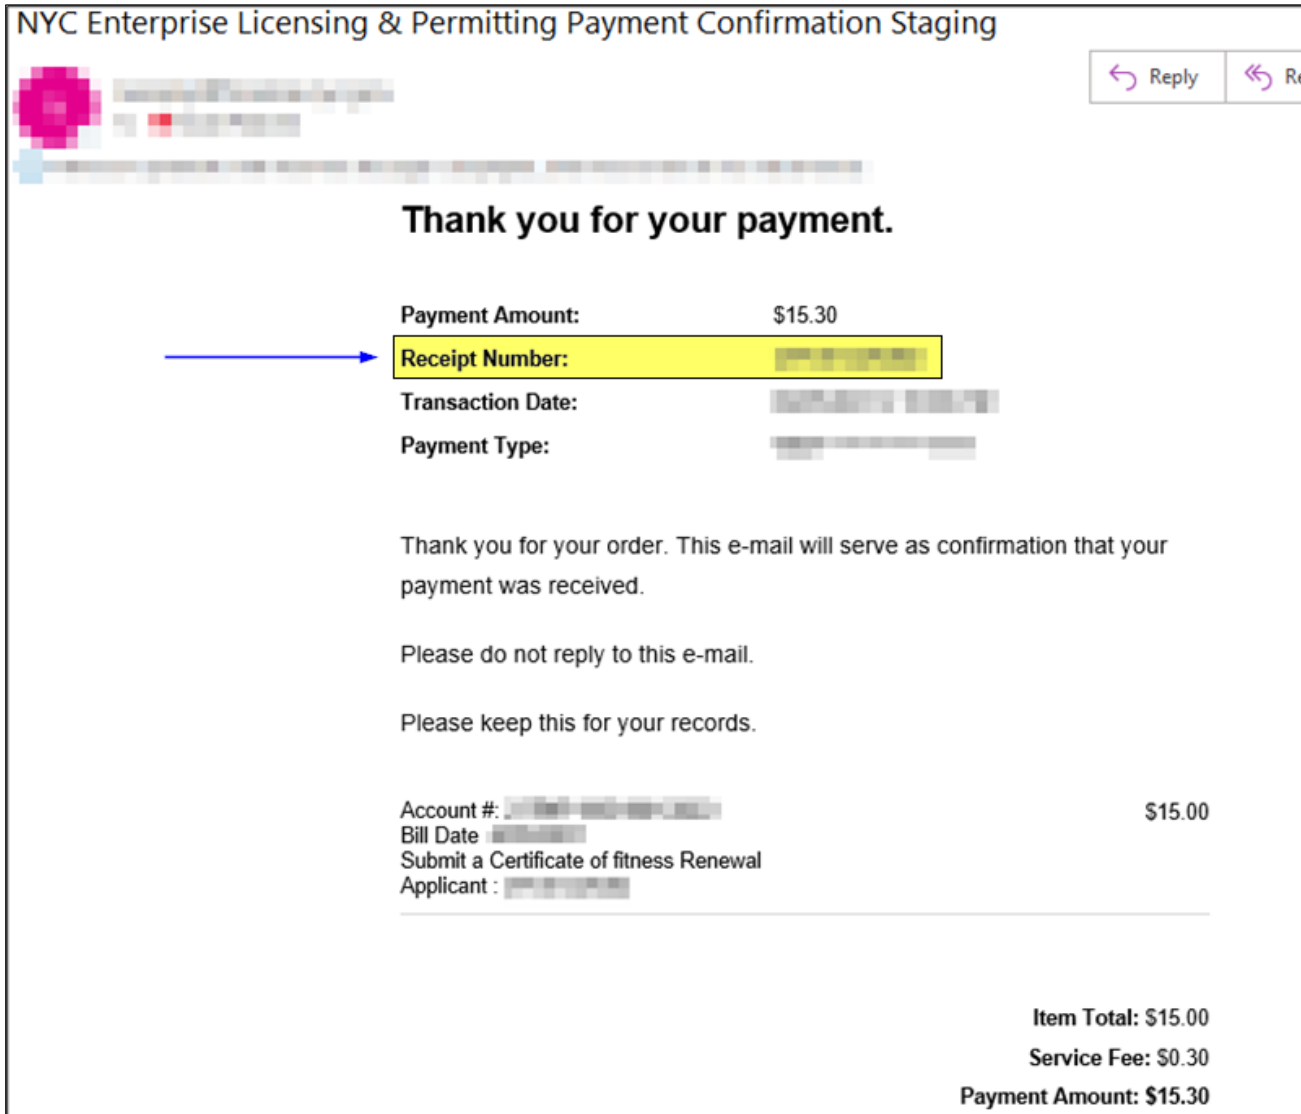 NYC Enterprise Licensing & Permitting Payment Confirmation Staging
Reply
Thank you for your payment.
Payment Amount: $15.30
Receipt Number:
Transaction Date:
Payment Type:
Thank you for your order. This e-mail will serve as confirmation that your
payment was received.
Please do not reply to this e-mail.
Please keep this for your records.
Account #: $15.00
Bill Date
Submit a Certificate of fitness Renewal
Applicant :
Item Total: $15.00
Service Fee: $0.30
Payment Amount: $15.30